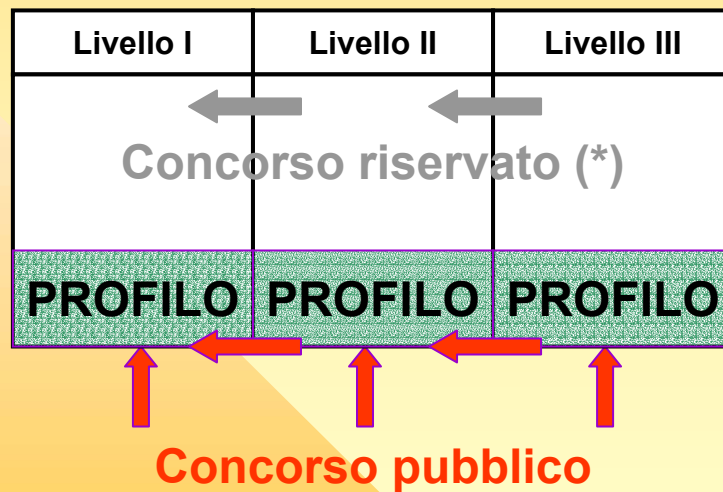 Livello I Livello II Livello III
Concorso riservato (*)
PROFILO PROFILO PROFILO
Concorso pubblico